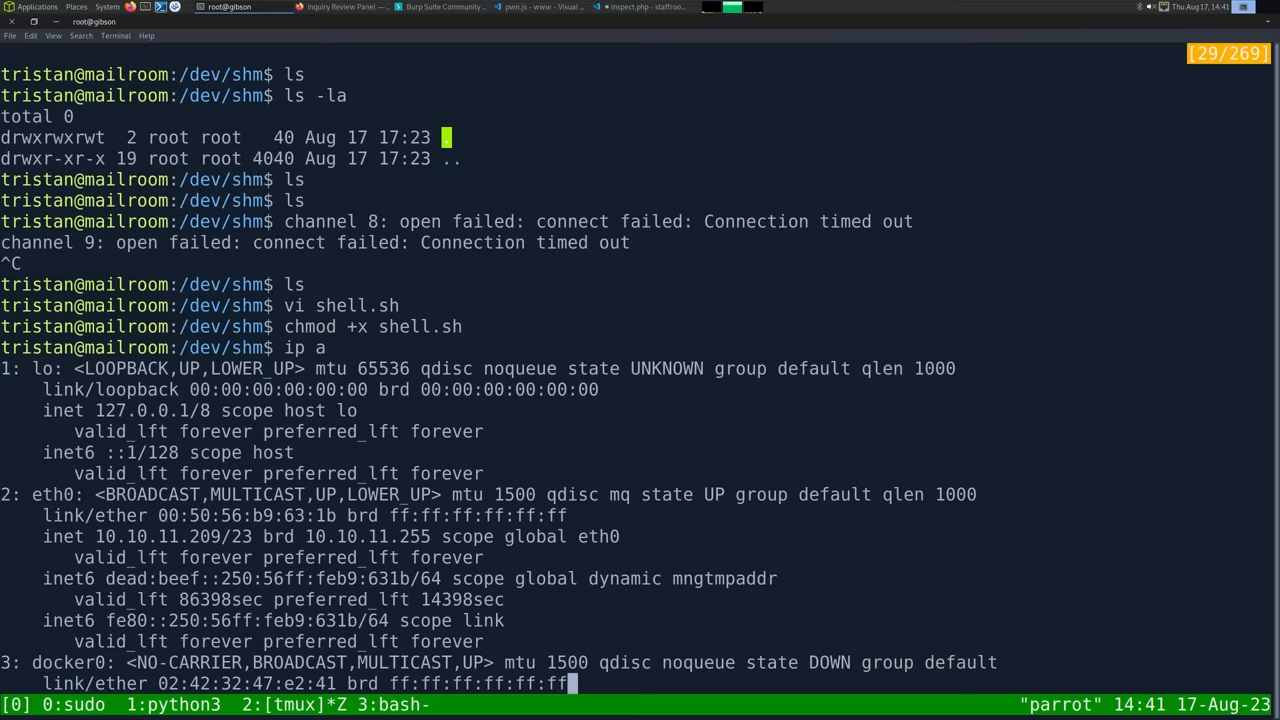 Applications Places System root@gibson Inquiry Review Panel —... Burp Suite Community ... pwn.js - www - Visual ... • inspect.php - staffroo... Thu Aug 17, 14:41
root@gibson
File Edit View Search Terminal Help
[29/269]
tristan@mailroom:/dev/shm$ ls
tristan@mailroom:/dev/shm$ ls -la
total 0
drwxrwxrwt  2 root root   40 Aug 17 17:23 .
drwxr-xr-x 19 root root 4040 Aug 17 17:23 ..
tristan@mailroom:/dev/shm$ ls
tristan@mailroom:/dev/shm$ ls
tristan@mailroom:/dev/shm$ channel 8: open failed: connect failed: Connection timed out
channel 9: open failed: connect failed: Connection timed out
^C
tristan@mailroom:/dev/shm$ ls
tristan@mailroom:/dev/shm$ vi shell.sh
tristan@mailroom:/dev/shm$ chmod +x shell.sh
tristan@mailroom:/dev/shm$ ip a
1: lo: <LOOPBACK,UP,LOWER_UP> mtu 65536 qdisc noqueue state UNKNOWN group default qlen 1000
    link/loopback 00:00:00:00:00:00 brd 00:00:00:00:00:00
    inet 127.0.0.1/8 scope host lo
       valid_lft forever preferred_lft forever
    inet6 ::1/128 scope host
       valid_lft forever preferred_lft forever
2: eth0: <BROADCAST,MULTICAST,UP,LOWER_UP> mtu 1500 qdisc mq state UP group default qlen 1000
    link/ether 00:50:56:b9:63:1b brd ff:ff:ff:ff:ff:ff
    inet 10.10.11.209/23 brd 10.10.11.255 scope global eth0
       valid_lft forever preferred_lft forever
    inet6 dead:beef::250:56ff:feb9:631b/64 scope global dynamic mngtmpaddr
       valid_lft 86398sec preferred_lft 14398sec
    inet6 fe80::250:56ff:feb9:631b/64 scope link
       valid_lft forever preferred_lft forever
3: docker0: <NO-CARRIER,BROADCAST,MULTICAST,UP> mtu 1500 qdisc noqueue state DOWN group default
    link/ether 02:42:32:47:e2:41 brd ff:ff:ff:ff:ff:ff
[0] 0:sudo  1:python3  2:[tmux]*Z 3:bash- "parrot" 14:41 17-Aug-23